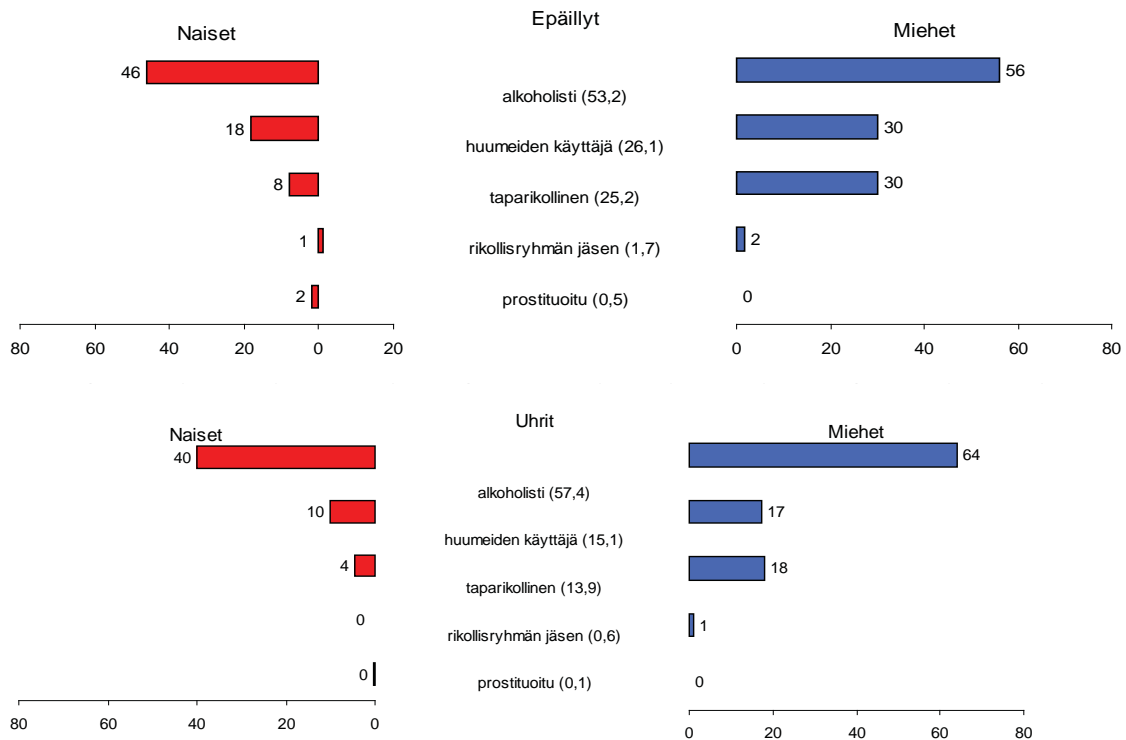 Epäillyt
Naiset
Miehet
46
56
alkoholisti (53,2)
18
30
huumeiden käyttäjä (26,1)
8
30
taparikollinen (25,2)
1
2
rikollisryhmän jäsen (1,7)
2
0
prostituoitu (0,5)
80 60 40 20 0 20
0 20 40 60 80
Uhrit
Naiset
Miehet
40
64
alkoholisti (57,4)
10
17
huumeiden käyttäjä (15,1)
4
18
taparikollinen (13,9)
0
1
rikollisryhmän jäsen (0,6)
0
0
prostituoitu (0,1)
80 60 40 20 0
0 20 40 60 80